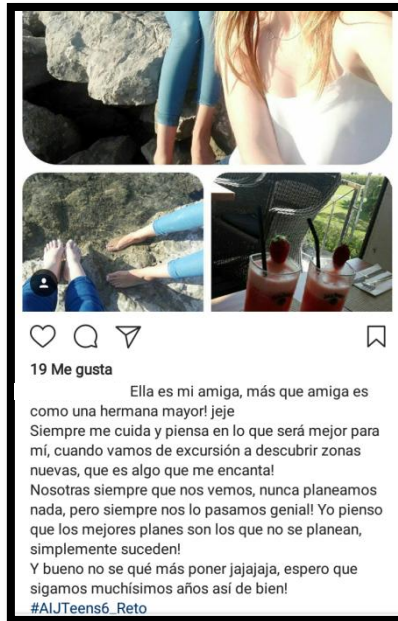 19 Me gusta
Ella es mi amiga, más que amiga es
como una hermana mayor! jeje
Siempre me cuida y piensa en lo que será mejor para
mí, cuando vamos de excursión a descubrir zonas
nuevas, que es algo que me encanta!
Nosotras siempre que nos vemos, nunca planeamos
nada, pero siempre nos lo pasamos genial! Yo pienso
que los mejores planes son los que no se planean,
simplemente suceden!
Y bueno no se qué más poner jajajaja, espero que
sigamos muchísimos años así de bien!
#AIJTeens6_Reto